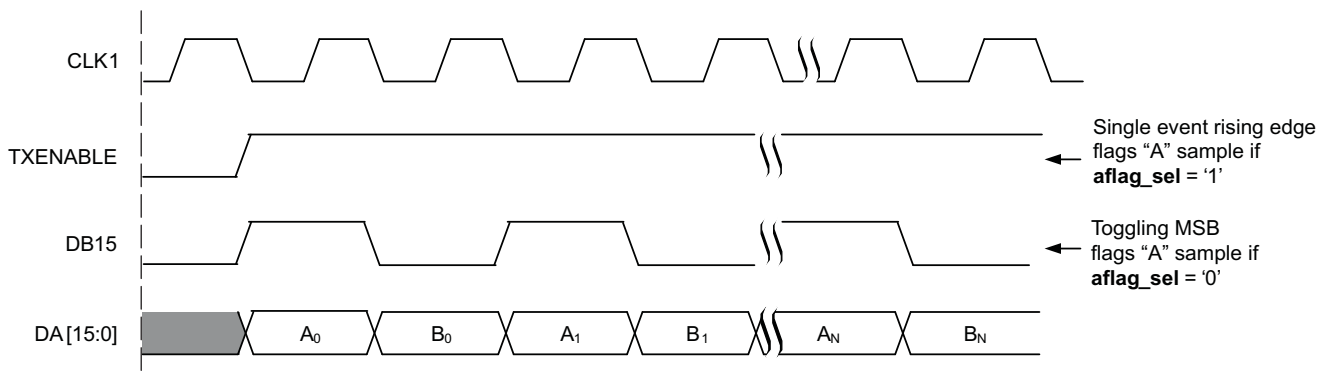 CLK1
TXENABLE
Single event rising edge
flags “A” sample if
aflag_sel = ‘1’
DB15
Toggling MSB
flags “A” sample if
aflag_sel = ‘0’
DA[15:0]
A0
B0
A1
B1
AN
BN